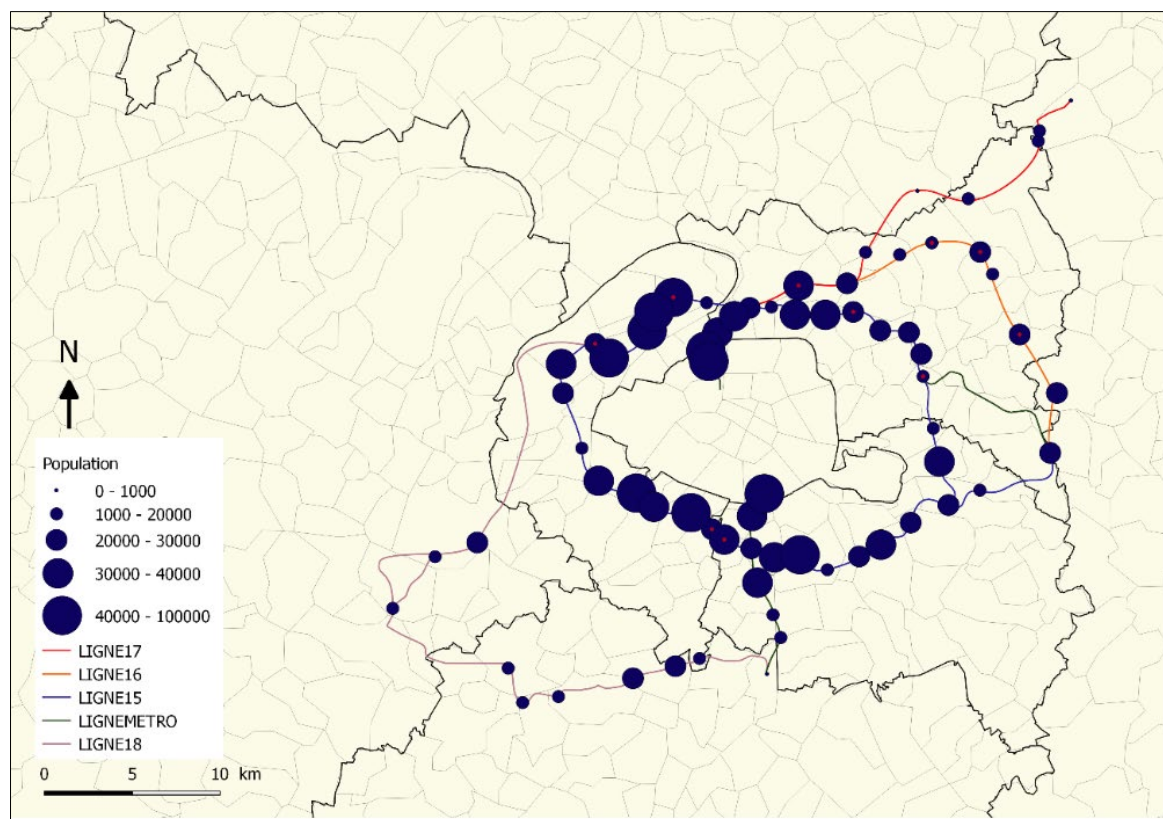 N
Population
0 - 1000
1000 - 20000
20000 - 30000
30000 - 40000
40000 - 100000
LIGNE17
LIGNE16
LIGNE15
LIGNEMETRO
LIGNE18
0 5 10 km